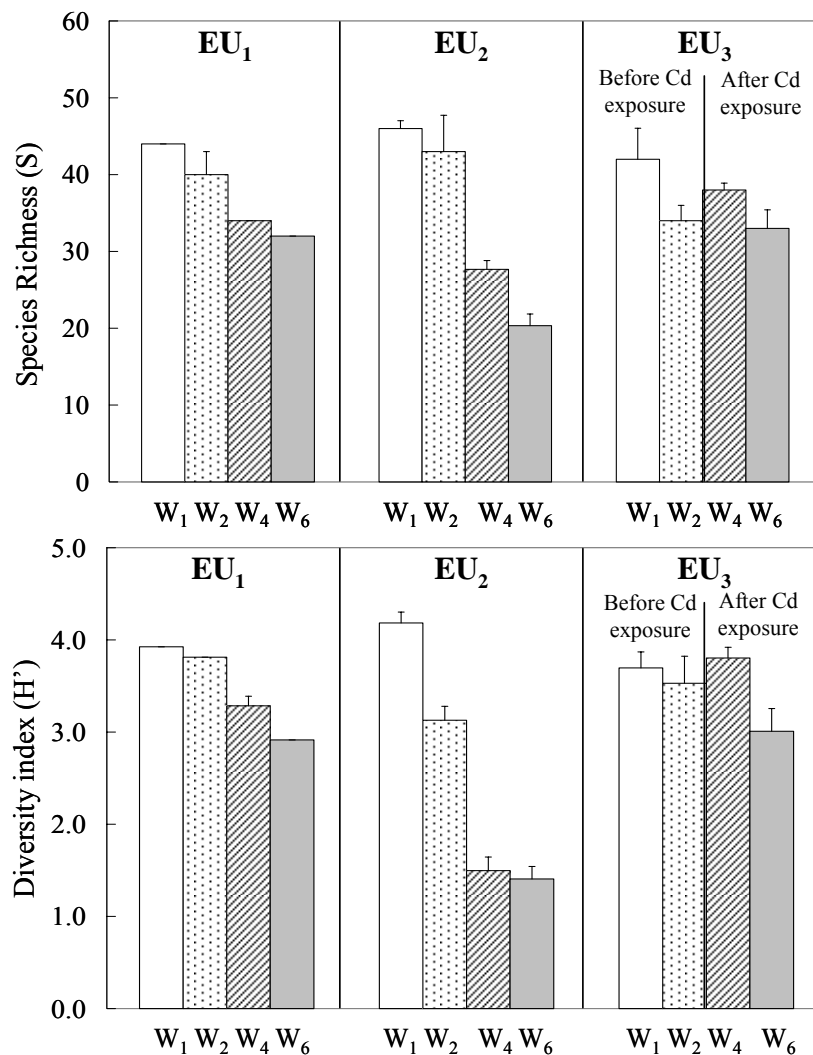 60
50
40
30
20
10
0
Species Richness (S)
EU₁ EU₂ EU₃
Before Cd
exposure
After Cd
exposure
W₁ W₂ W₄ W₆ W₁ W₂ W₄ W₆ W₁ W₂ W₄ W₆
5.0
4.0
3.0
2.0
1.0
0.0
Diversity index (H’)
EU₁ EU₂ EU₃
Before Cd
exposure
After Cd
exposure
W₁ W₂ W₄ W₆ W₁ W₂ W₄ W₆ W₁ W₂ W₄ W₆